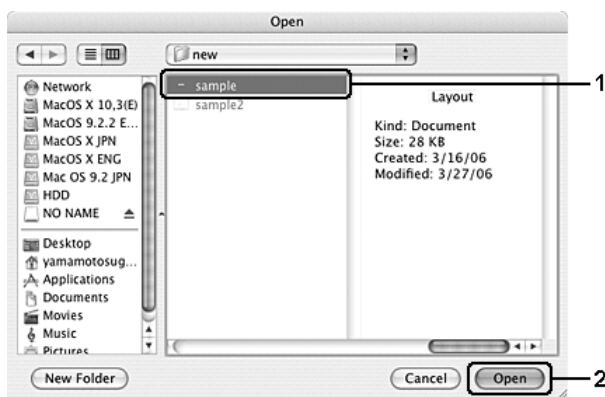 Open
new
1
Network
MacOS X 10,3(E)
MacOS 9.2.2 E...
MacOS X JPN
MacOS X ENG
Mac OS 9.2 JPN
HDD
NO NAME
Desktop
yamamotosug...
Applications
Documents
Movies
Music
Pictures
sample
sample2
Layout
Kind: Document
Size: 28 KB
Created: 3/16/06
Modified: 3/27/06
New Folder
Cancel
Open
2